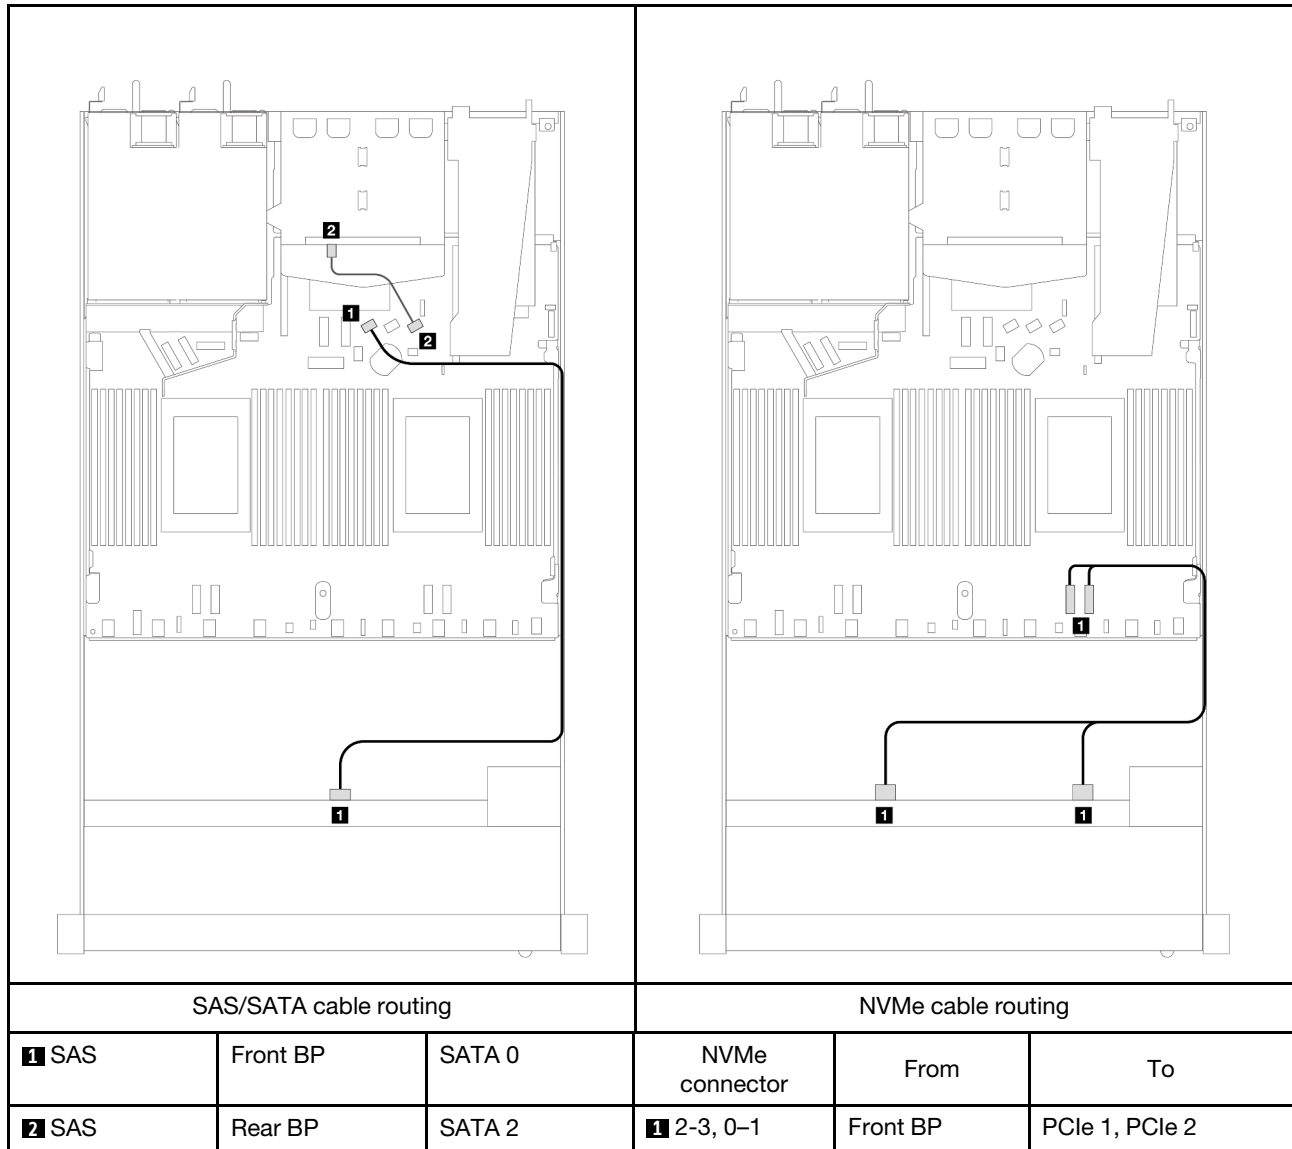 2
1
2
1
1
1
1
SAS/SATA cable routing
NVMe cable routing
1 SAS
Front BP
SATA 0
NVMe
connector
From
To
2 SAS
Rear BP
SATA 2
1 2-3, 0–1
Front BP
PCIe 1, PCIe 2